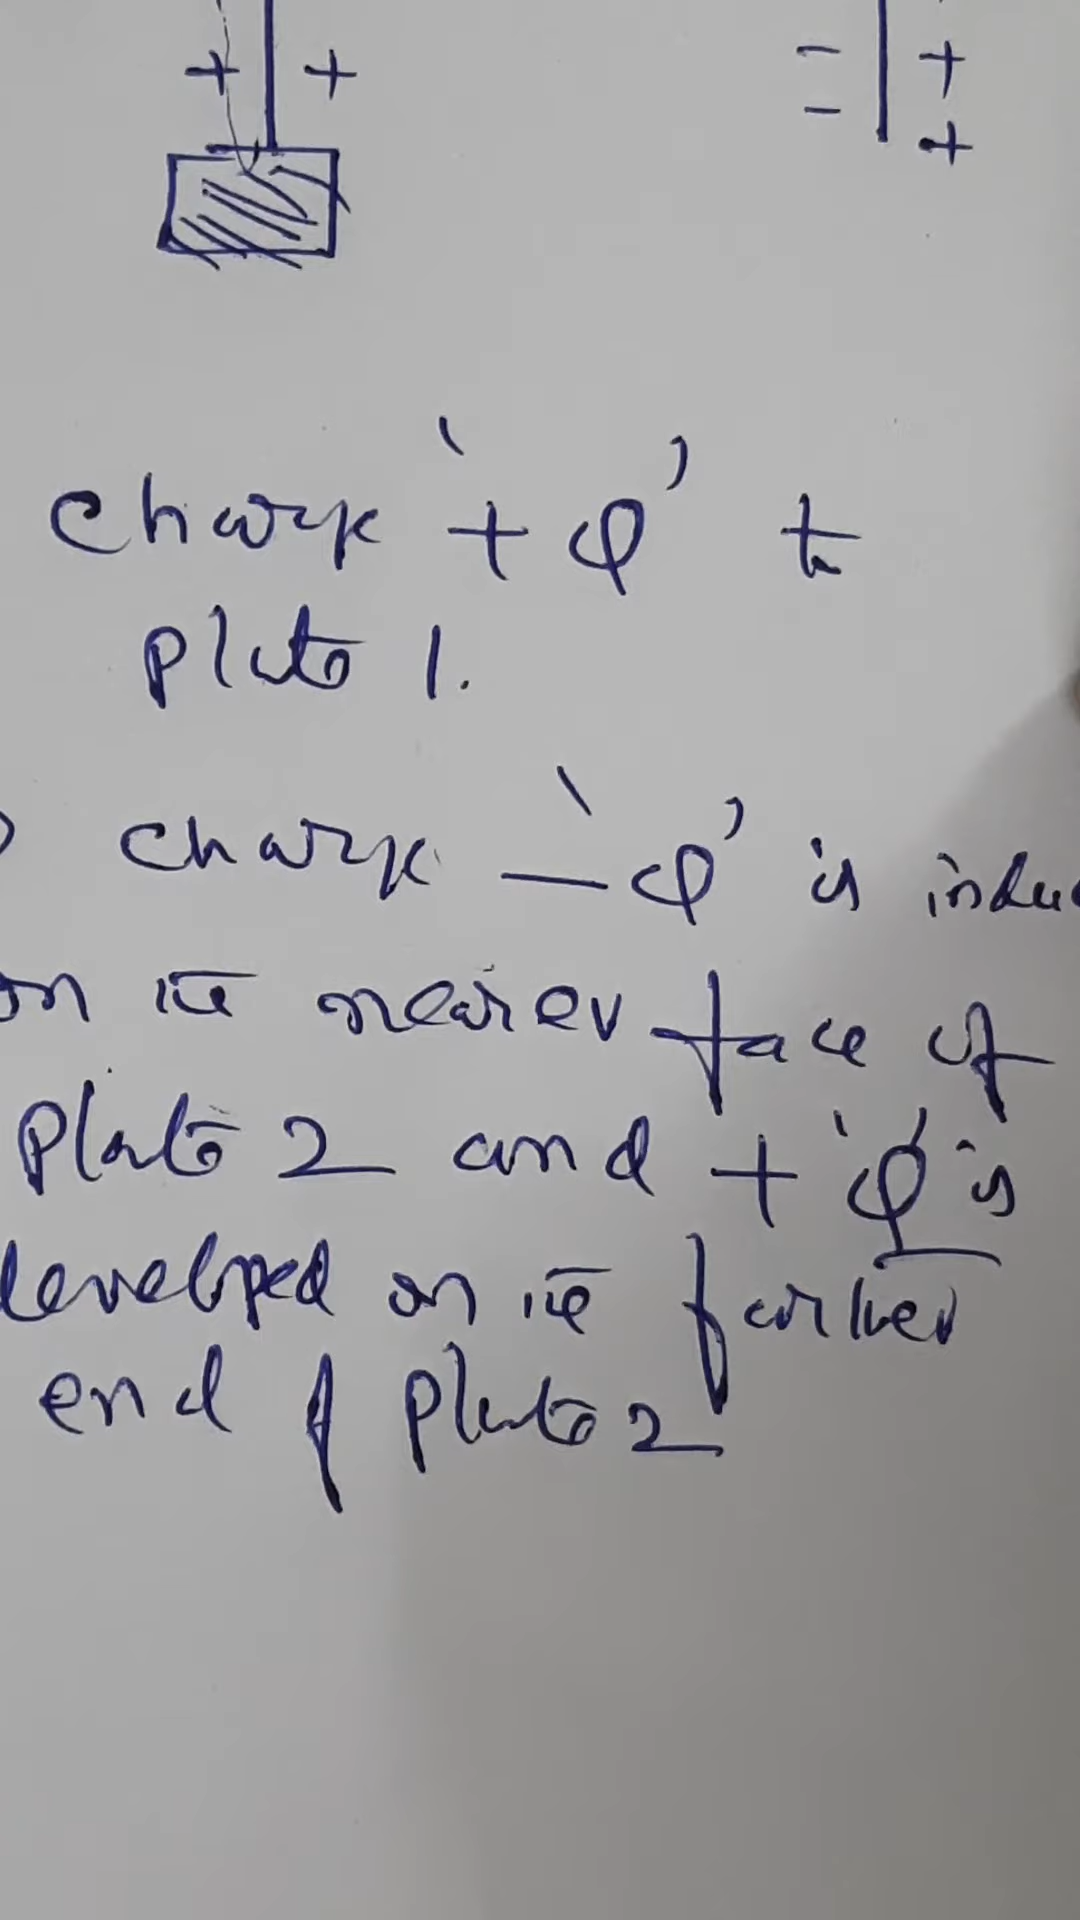 + + - +
- +
charge '+ Q' to
plate 1.
charge - 'Q' is indu
on the nearer face of
plate 2 and + 'Q' is
developed on the farther
end of plate 2